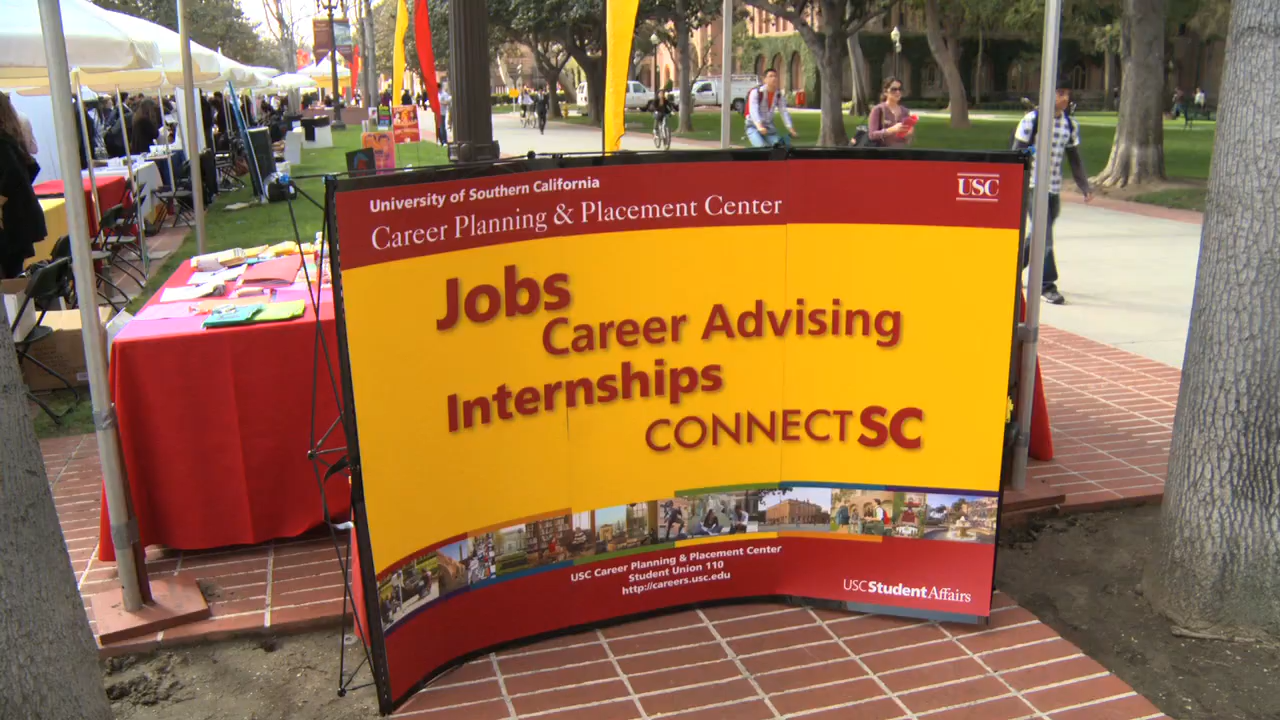 University of Southern California
Career Planning & Placement Center
USC
Jobs
Career Advising
Internships
CONNECTSC
USC Career Planning & Placement Center
Student Union 110
http://careers.usc.edu
USCStudentAffairs